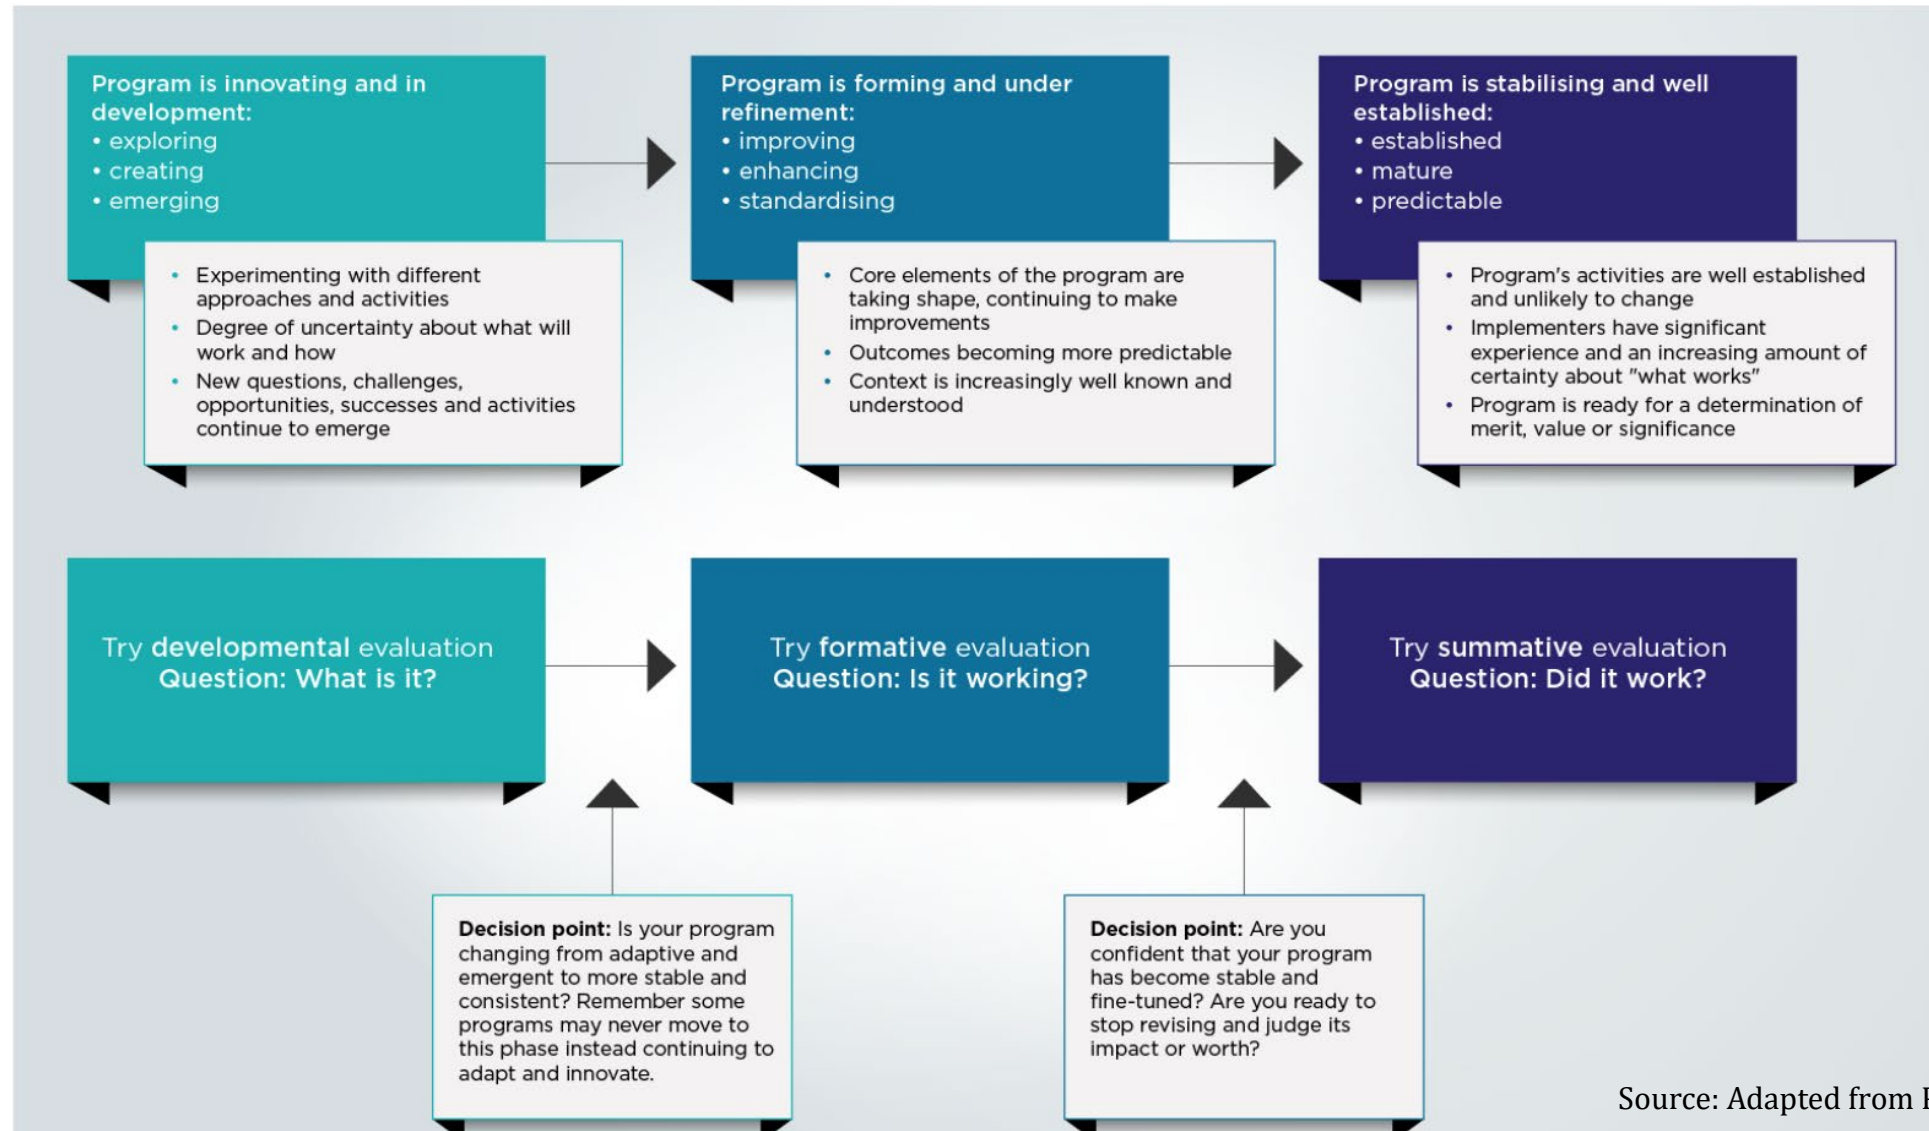 Program is innovating and in
development:
• exploring
• creating
• emerging
• Experimenting with different
approaches and activities
• Degree of uncertainty about what will
work and how
• New questions, challenges,
opportunities, successes and activities
continue to emerge
Program is forming and under
refinement:
• improving
• enhancing
• standardising
• Core elements of the program are
taking shape, continuing to make
improvements
• Outcomes becoming more predictable
• Context is increasingly well known and
understood
Program is stabilising and well
established:
• established
• mature
• predictable
• Program's activities are well established
and unlikely to change
• Implementers have significant
experience and an increasing amount of
certainty about "what works"
• Program is ready for a determination of
merit, value or significance
Try developmental evaluation
Question: What is it?
Try formative evaluation
Question: Is it working?
Try summative evaluation
Question: Did it work?
Decision point: Is your program
changing from adaptive and
emergent to more stable and
consistent? Remember some
programs may never move to
this phase instead continuing to
adapt and innovate.
Decision point: Are you
confident that your program
has become stable and
fine-tuned? Are you ready to
stop revising and judge its
impact or worth?
Source: Adapted from